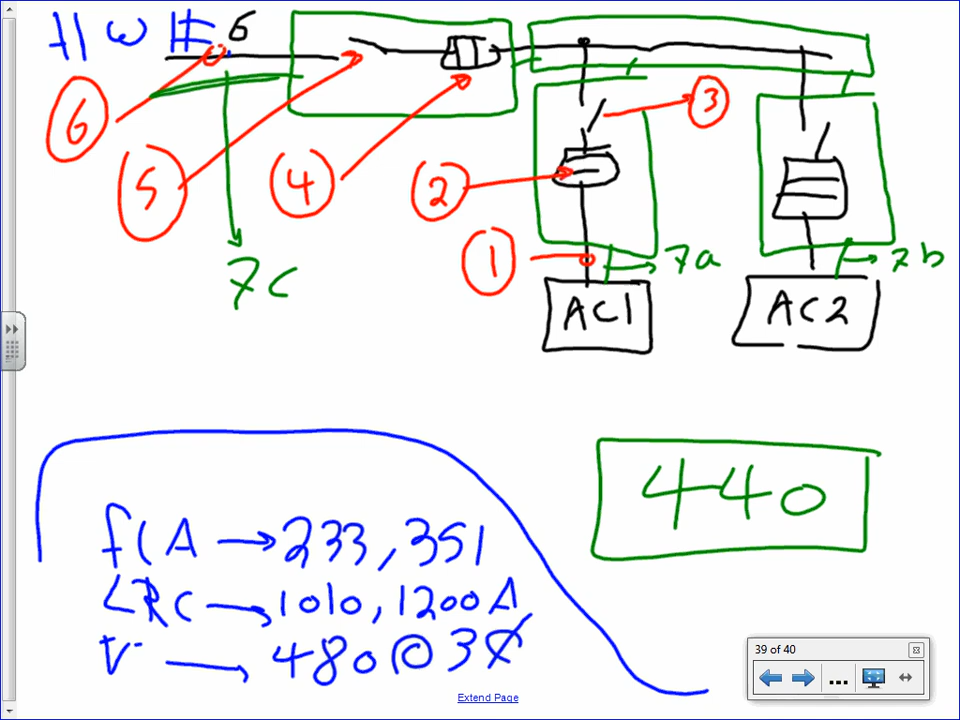 HW # 6
6
5
4
2
3
1
7a
7b
7c
AC1
AC2
440
FLA → 233, 351
LRC → 1010, 1200A
V → 480@3Ø
39 of 40
...
Extend Page